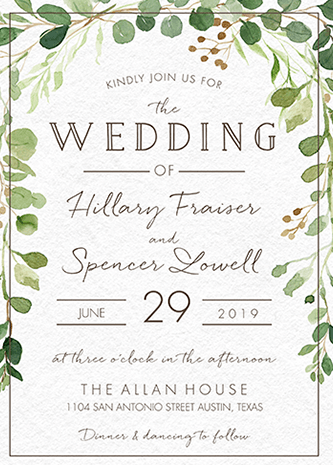 KINDLY JOIN US FOR
the
WEDDING
OF
Hillary Fraiser
and
Spencer Lowell
JUNE 29 2019
at three o'clock in the afternoon
THE ALLAN HOUSE
1104 SAN ANTONIO STREET AUSTIN, TEXAS
Dinner & dancing to follow